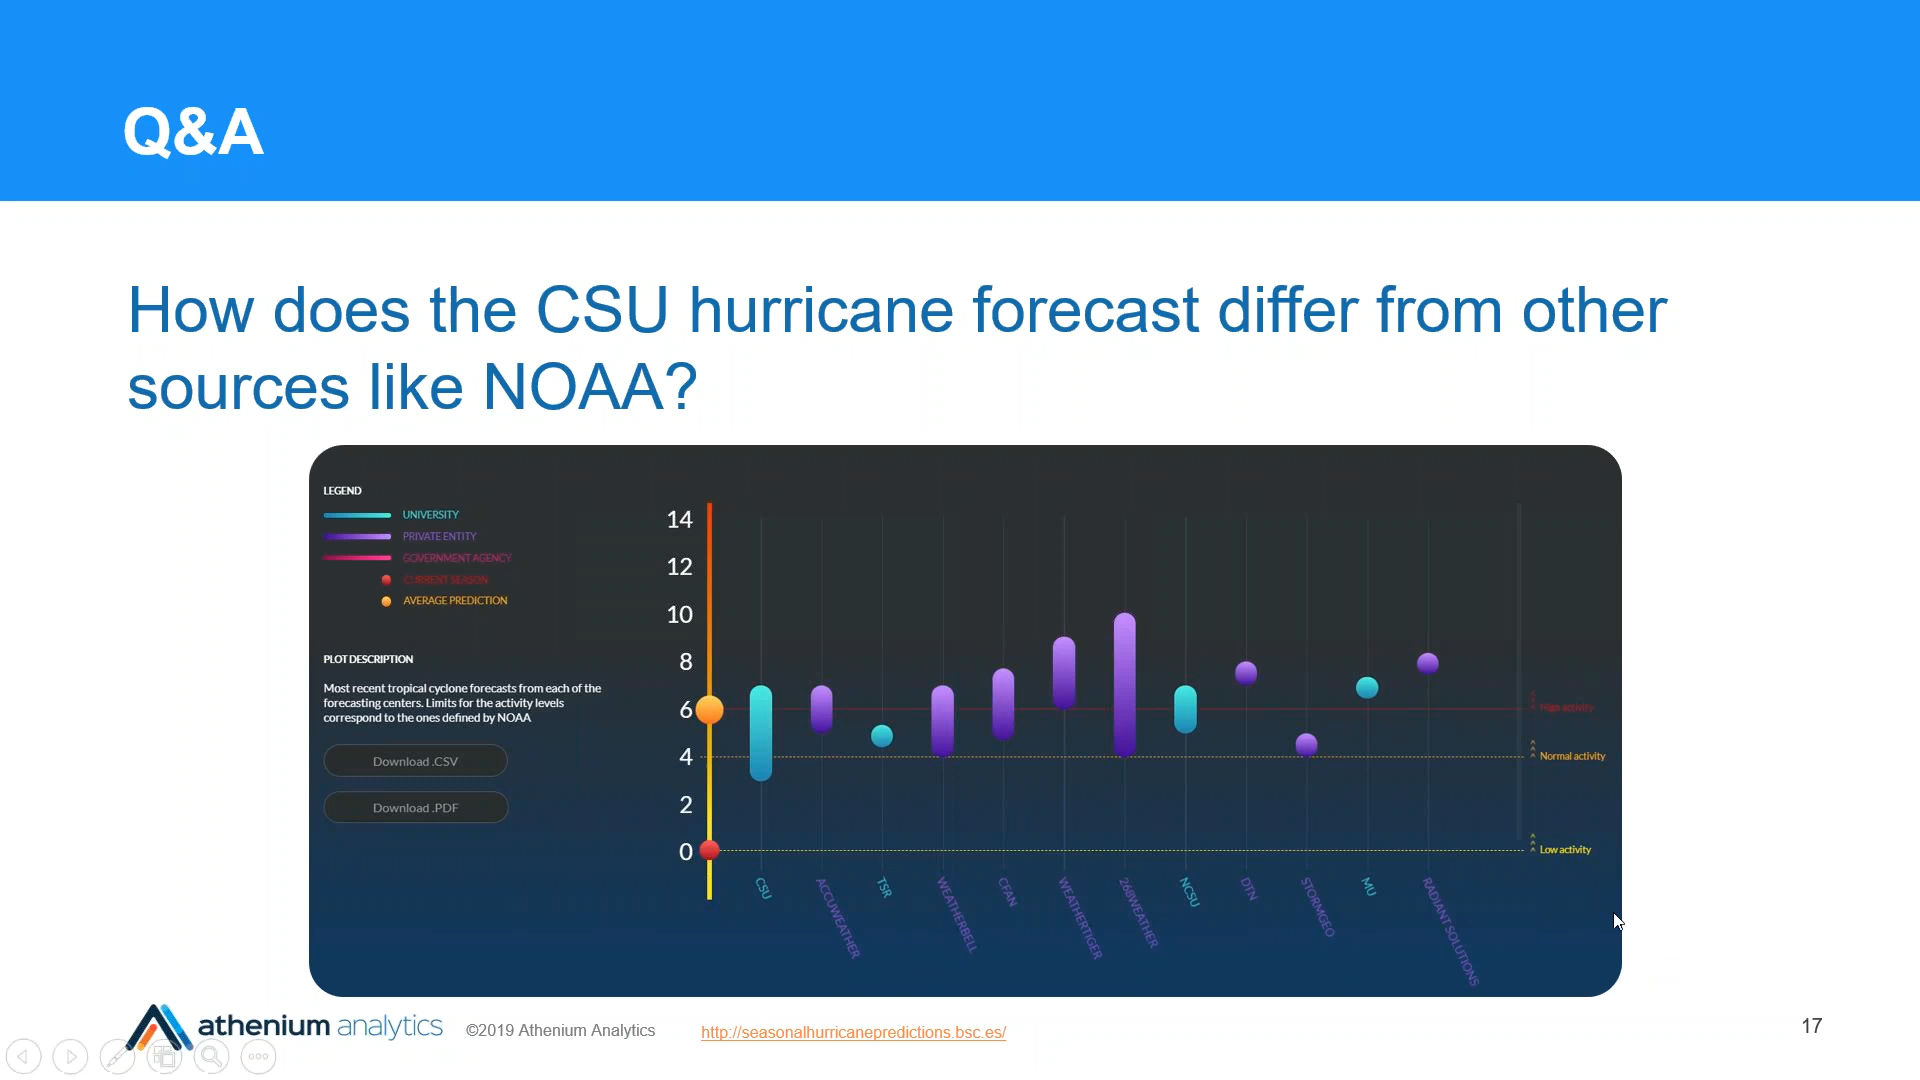 Q&A
How does the CSU hurricane forecast differ from other
sources like NOAA?
LEGEND
UNIVERSITY
PRIVATE ENTITY
GOVERNMENT AGENCY
CURRENT SEASON
AVERAGE PREDICTION
PLOT DESCRIPTION
Most recent tropical cyclone forecasts from each of the
forecasting centers. Limits for the activity levels
correspond to the ones defined by NOAA
Download .CSV
Download .PDF
14
12
10
8
6
4
2
0
High activity
Normal activity
Low activity
CSU
ACCUWEATHER
TSR
WEATHERBELL
CFAN
WEATHERTIGER
268WEATHER
NCSU
DTN
STORMGEO
MU
RADIANT SOLUTIONS
athenium analytics
©2019 Athenium Analytics
http://seasonalhurricanepredictions.bsc.es/
17